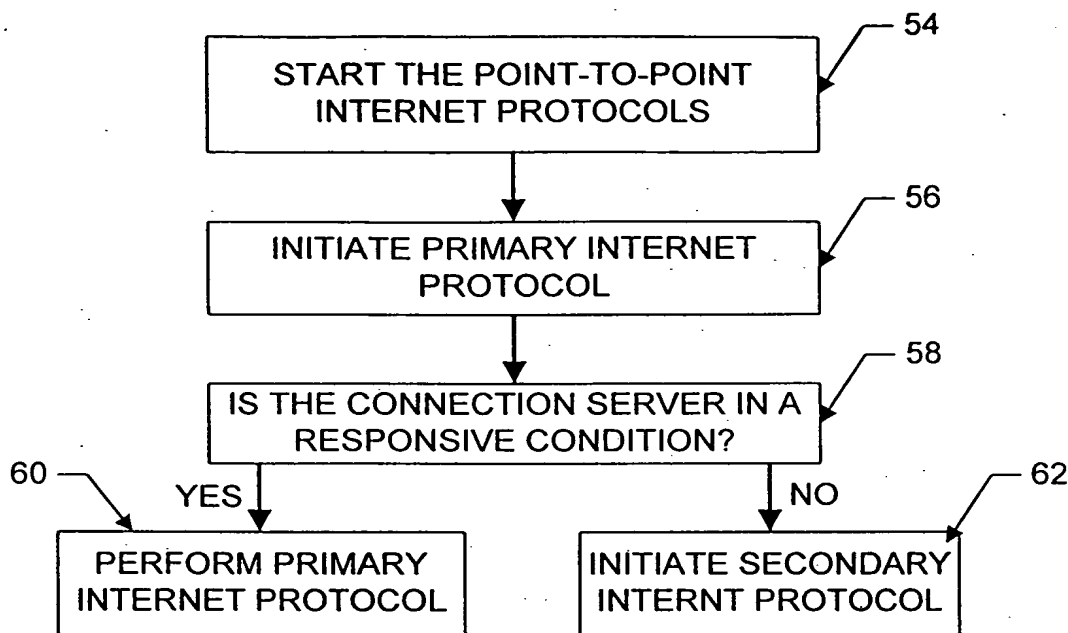 54
START THE POINT-TO-POINT
INTERNET PROTOCOLS
56
INITIATE PRIMARY INTERNET
PROTOCOL
58
IS THE CONNECTION SERVER IN A
RESPONSIVE CONDITION?
60
YES
NO
62
PERFORM PRIMARY
INTERNET PROTOCOL
INITIATE SECONDARY
INTERNT PROTOCOL